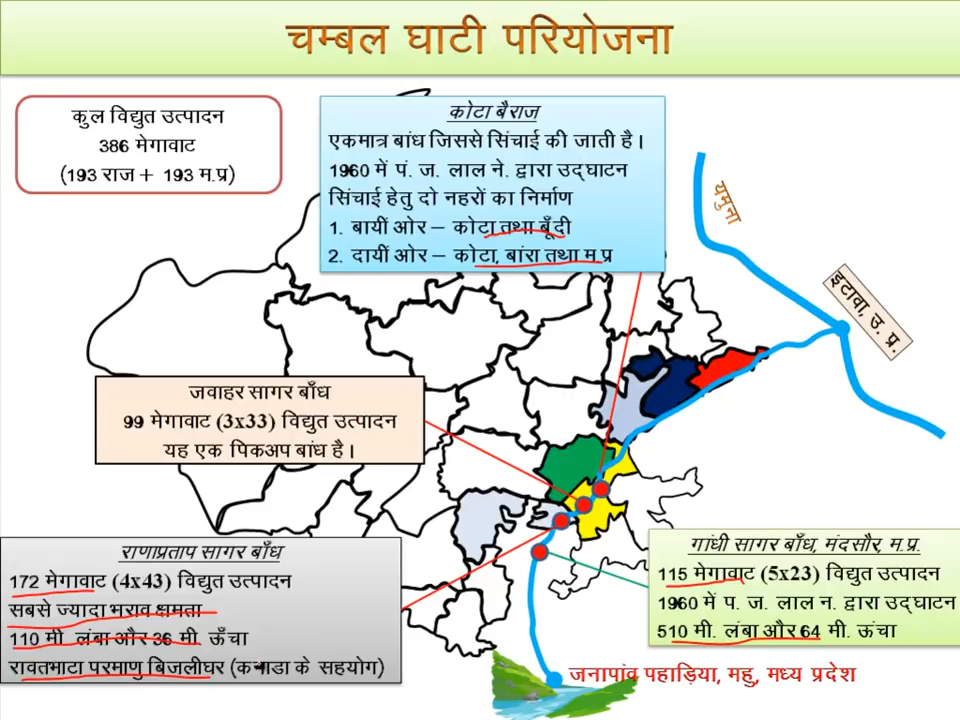 चम्बल घाटी परियोजना
कुल विद्युत उत्पादन
386 मेगावाट
(193 राज + 193 म.प्र)
कोटा बैराज
एकमात्र बांध जिससे सिंचाई की जाती है।
1960 में पं. ज. लाल ने. द्वारा उद्घाटन
सिंचाई हेतु दो नहरों का निर्माण
1. बायीं ओर – कोटा तथा बूँदी
2. दायीं ओर – कोटा, बांरा तथा म.प्र
यमुना
इटावा, उ. प्र.
जवाहर सागर बाँध
99 मेगावाट (3x33) विद्युत उत्पादन
यह एक पिकअप बांध है।
राणाप्रताप सागर बाँध
172 मेगावाट (4x43) विद्युत उत्पादन
सबसे ज्यादा भराव क्षमता
110 मी. लंबा और 36 मी. ऊँचा
रावतभाटा परमाणु बिजलीघर (कनाडा के सहयोग)
गांधी सागर बाँध, मंदसौर, म.प्र.
115 मेगावाट (5x23) विद्युत उत्पादन
1960 में प. ज. लाल न. द्वारा उद्घाटन
510 मी. लंबा और 64 मी. ऊंचा
जनापांव पहाड़िया, महु, मध्य प्रदेश